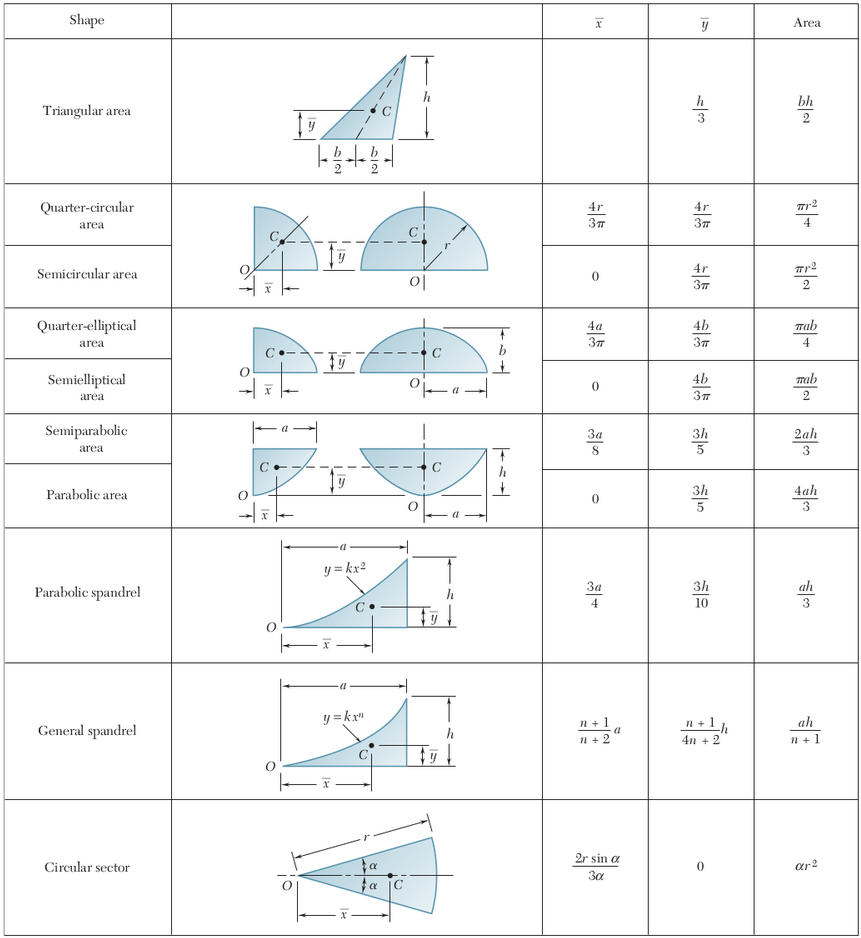 Shape x̄ ȳ Area
Triangular area h/3 bh/2
h
C
ȳ
b/2 b/2
Quarter-circular
area 4r/3π 4r/3π πr²/4
C C r
ȳ
O O
x̄
Semicircular area 0 4r/3π πr²/2
Quarter-elliptical
area 4a/3π 4b/3π πab/4
C C b
ȳ
O O a
x̄
Semielliptical
area 0 4b/3π πab/2
Semiparabolic
area 3a/8 3h/5 2ah/3
a
C C h
ȳ
O O
x̄ a
Parabolic area 0 3h/5 4ah/3
Parabolic spandrel 3a/4 3h/10 ah/3
a
y = kx²
h
C
ȳ
O
x̄
General spandrel (n + 1)/(n + 2) a (n + 1)/(4n + 2) h ah/(n + 1)
a
y = kxⁿ
h
C ȳ
O
x̄
Circular sector 2r sin α/3α 0 αr²
r
α
α
O C
x̄